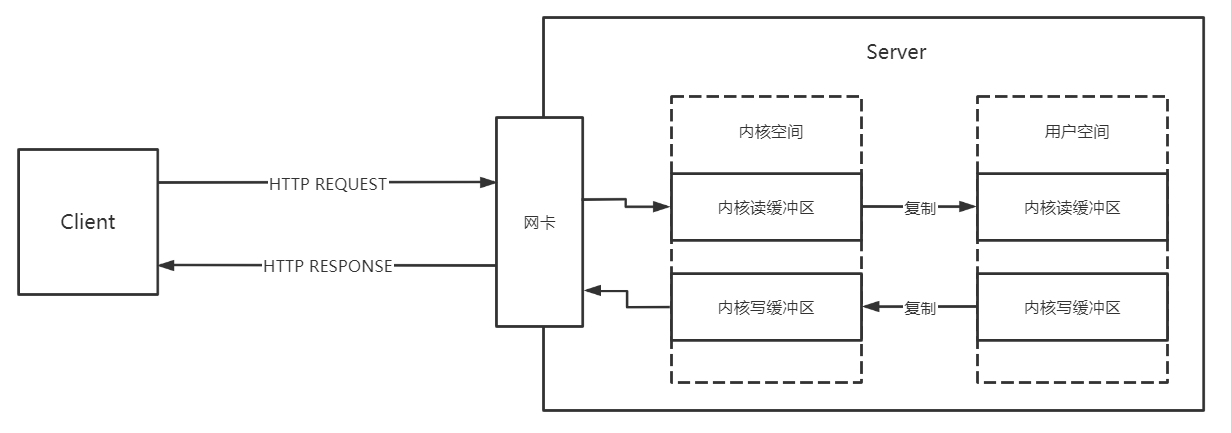 Server
内核空间
用户空间
Client
HTTP REQUEST
网卡
内核读缓冲区
复制
内核读缓冲区
HTTP RESPONSE
内核写缓冲区
复制
内核写缓冲区